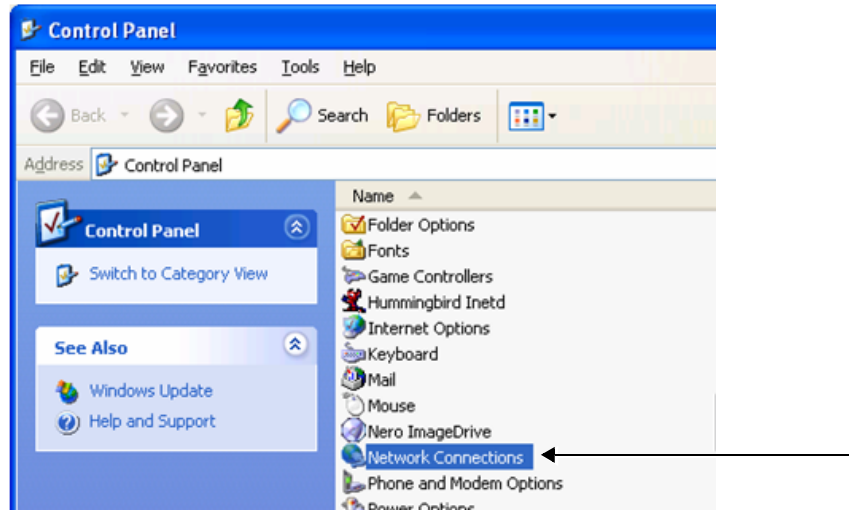 Control Panel
File Edit View Favorites Tools Help
Back Search Folders
Address Control Panel
Control Panel
Switch to Category View
See Also
Windows Update
Help and Support
Name
Folder Options
Fonts
Game Controllers
Hummingbird Inetd
Internet Options
Keyboard
Mail
Mouse
Nero ImageDrive
Network Connections
Phone and Modem Options
Power Options